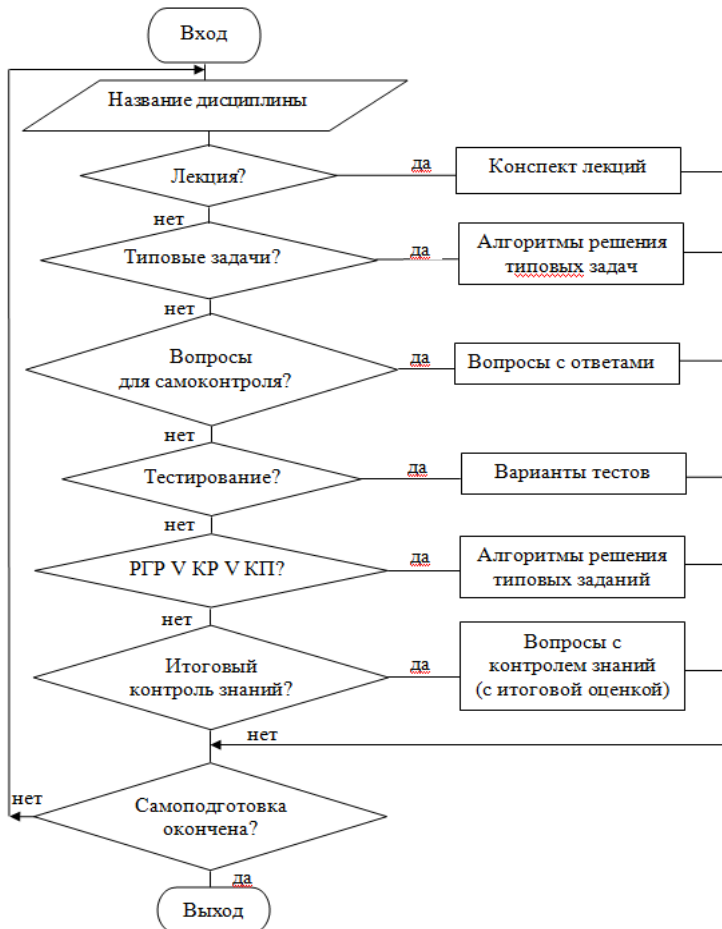 Вход
Название дисциплины
Лекция?
да
Конспект лекций
нет
Типовые задачи?
да
Алгоритмы решения
типовых задач
нет
Вопросы
для самоконтроля?
да
Вопросы с ответами
нет
Тестирование?
да
Варианты тестов
нет
РГР V КР V КП?
да
Алгоритмы решения
типовых заданий
нет
Итоговый
контроль знаний?
да
Вопросы с
контролем знаний
(с итоговой оценкой)
нет
нет
Самоподготовка
окончена?
да
Выход